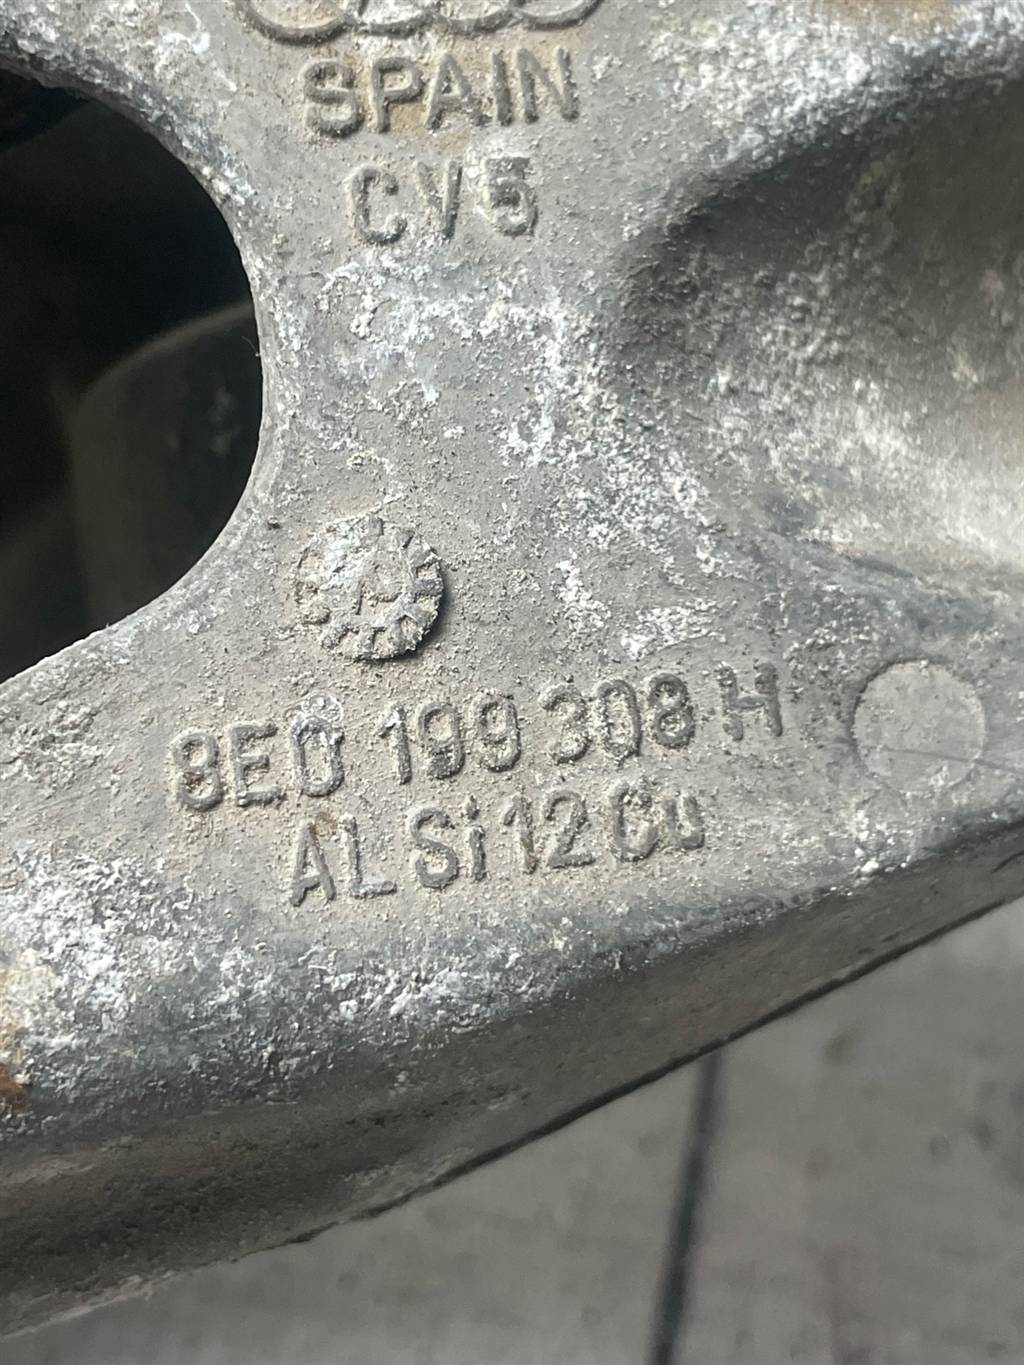 SPAIN
CV5
8E0 199 308 H
ALSi12Cu